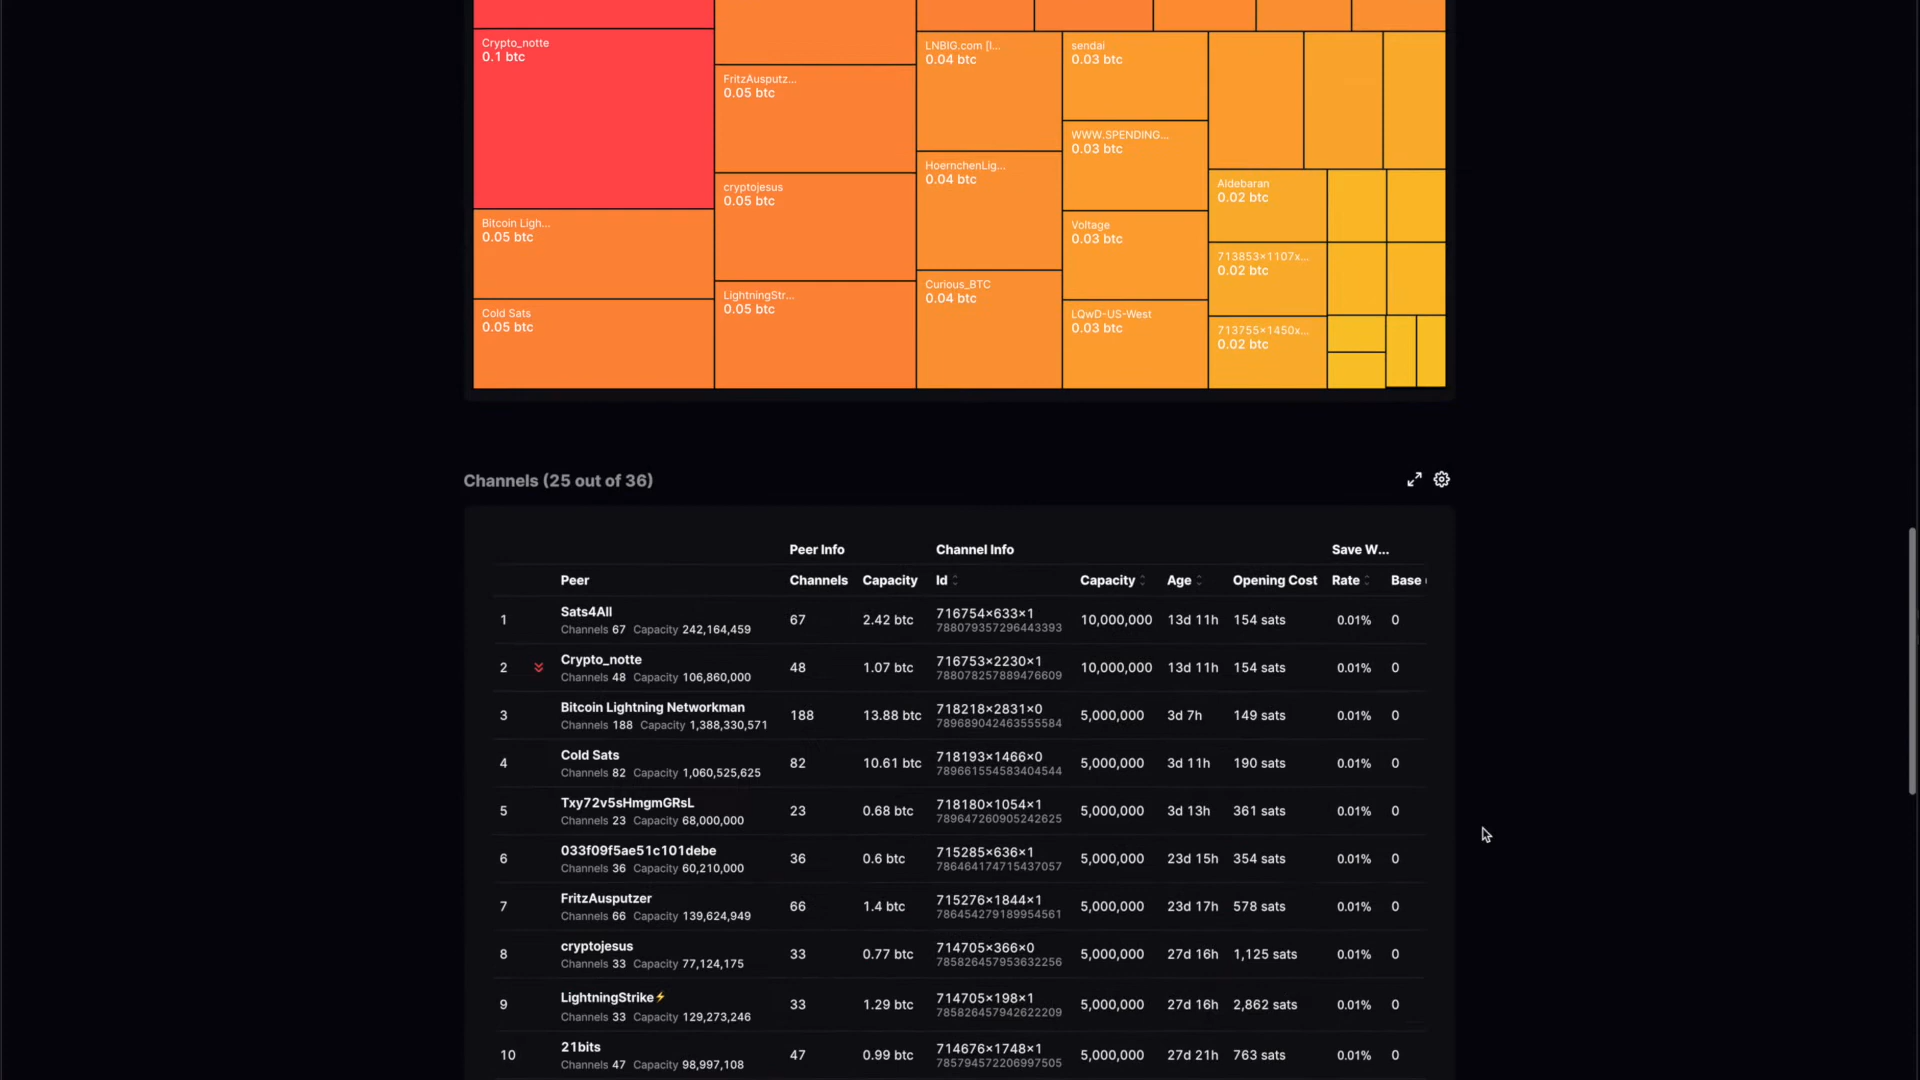 Crypto_notte
0.1 btc
Bitcoin Ligh...
0.05 btc
Cold Sats
0.05 btc
FritzAusputz...
0.05 btc
cryptojesus
0.05 btc
LightningStr...
0.05 btc
LNBIG.com [l...
0.04 btc
HoernchenLig...
0.04 btc
Curious_BTC
0.04 btc
sendai
0.03 btc
WWW.SPENDING...
0.03 btc
Voltage
0.03 btc
LQwD-US-West
0.03 btc
Aldebaran
0.02 btc
713853×1107x...
0.02 btc
713755×1450x...
0.02 btc
Channels (25 out of 36)
Peer Info Channel Info Save W...
Peer Channels Capacity Id Capacity Age Opening Cost Rate Base
1 Sats4All 67 2.42 btc 716754×633×1 10,000,000 13d 11h 154 sats 0.01% 0
Channels 67 Capacity 242,164,459 788079357296443393
2 Crypto_notte 48 1.07 btc 716753×2230×1 10,000,000 13d 11h 154 sats 0.01% 0
Channels 48 Capacity 106,860,000 788078257889476609
3 Bitcoin Lightning Networkman 188 13.88 btc 718218×2831×0 5,000,000 3d 7h 149 sats 0.01% 0
Channels 188 Capacity 1,388,330,571 789689042463555584
4 Cold Sats 82 10.61 btc 718193×1466×0 5,000,000 3d 11h 190 sats 0.01% 0
Channels 82 Capacity 1,060,525,625 789661554583404544
5 Txy72v5sHmgmGRsL 23 0.68 btc 718180×1054×1 5,000,000 3d 13h 361 sats 0.01% 0
Channels 23 Capacity 68,000,000 789647260905242625
6 033f09f5ae51c101debe 36 0.6 btc 715285×636×1 5,000,000 23d 15h 354 sats 0.01% 0
Channels 36 Capacity 60,210,000 786464174715437057
7 FritzAusputzer 66 1.4 btc 715276×1844×1 5,000,000 23d 17h 578 sats 0.01% 0
Channels 66 Capacity 139,624,949 786454279189954561
8 cryptojesus 33 0.77 btc 714705×366×0 5,000,000 27d 16h 1,125 sats 0.01% 0
Channels 33 Capacity 77,124,175 785826457953632256
9 LightningStrike⚡ 33 1.29 btc 714705×198×1 5,000,000 27d 16h 2,862 sats 0.01% 0
Channels 33 Capacity 129,273,246 785826457942622209
10 21bits 47 0.99 btc 714676×1748×1 5,000,000 27d 21h 763 sats 0.01% 0
Channels 47 Capacity 98,997,108 785794572206997505